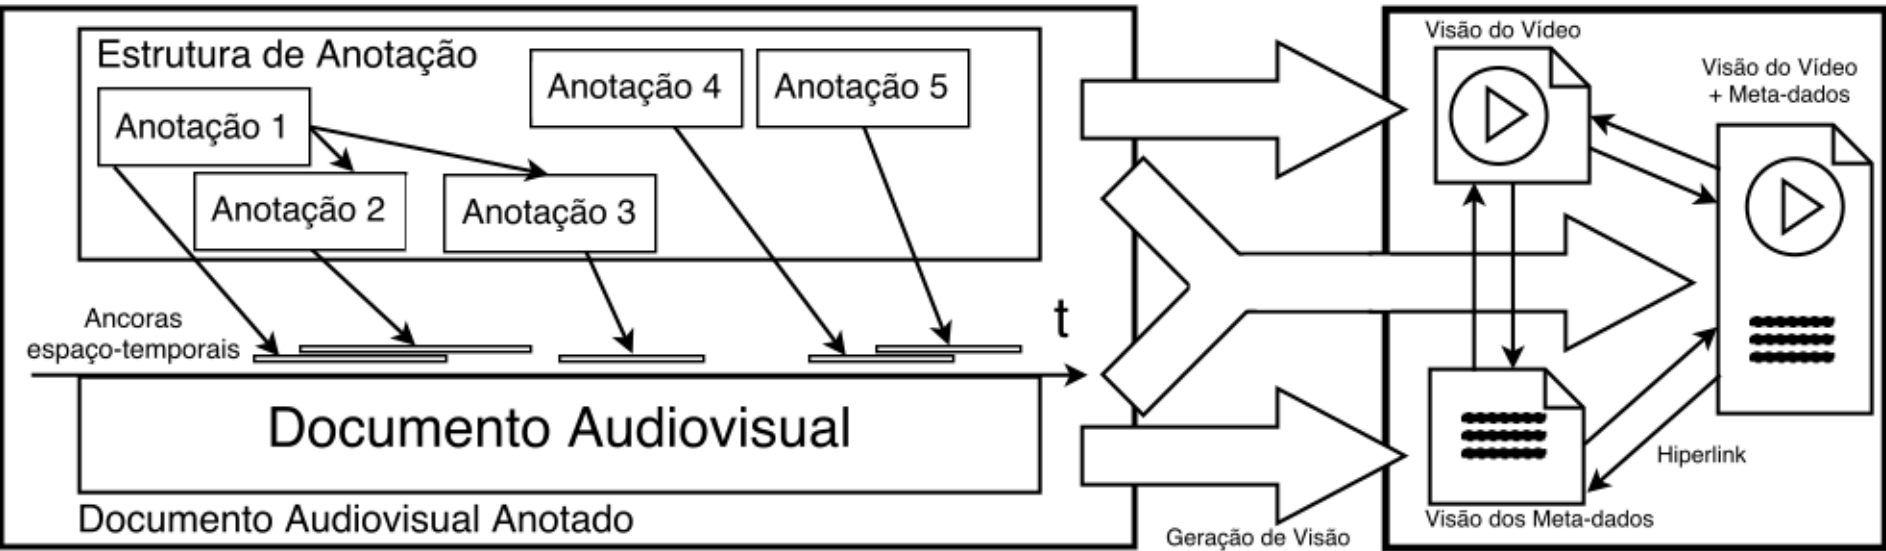 Estrutura de Anotação
Anotação 1
Anotação 2
Anotação 3
Anotação 4
Anotação 5
Ancoras
espaço-temporais
t
Documento Audiovisual
Documento Audiovisual Anotado
Geração de Visão
Visão do Vídeo
Visão do Vídeo
+ Meta-dados
Hiperlink
Visão dos Meta-dados